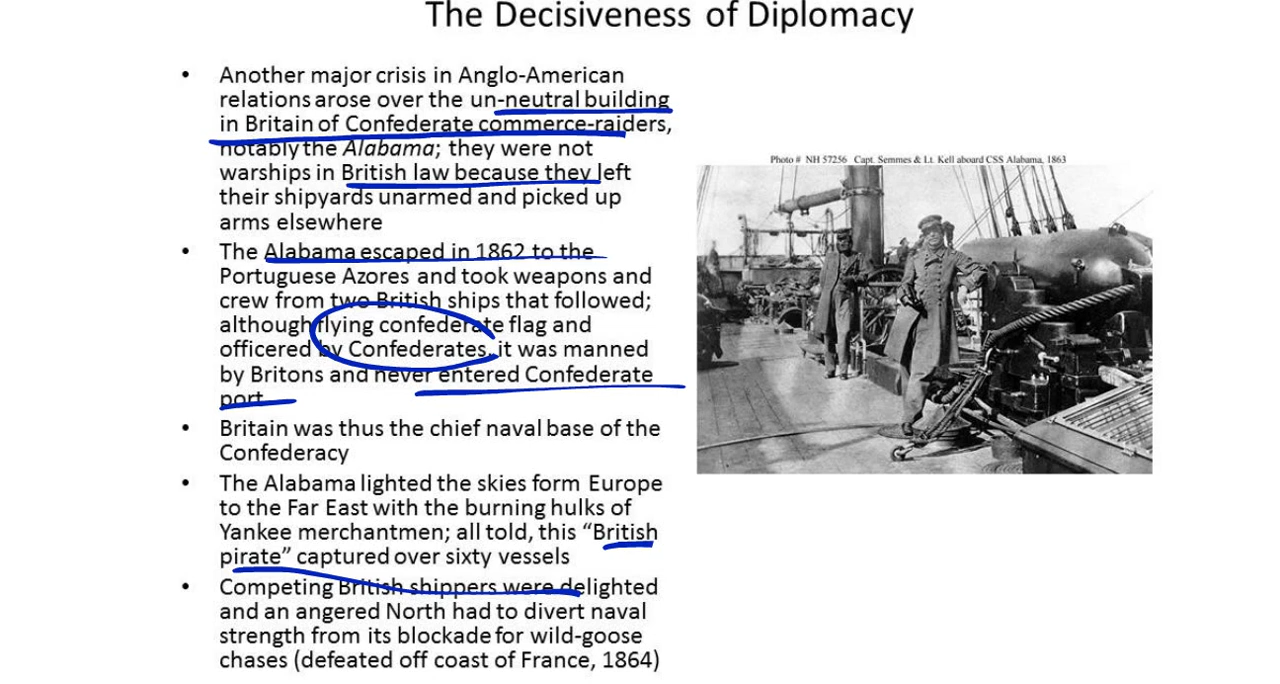 The Decisiveness of Diplomacy
• Another major crisis in Anglo-American
relations arose over the un-neutral building
in Britain of Confederate commerce-raiders,
notably the Alabama; they were not
warships in British law because they left
their shipyards unarmed and picked up
arms elsewhere
• The Alabama escaped in 1862 to the
Portuguese Azores and took weapons and
crew from two British ships that followed;
although flying confederate flag and
officered by Confederates, it was manned
by Britons and never entered Confederate
port
• Britain was thus the chief naval base of the
Confederacy
• The Alabama lighted the skies form Europe
to the Far East with the burning hulks of
Yankee merchantmen; all told, this “British
pirate” captured over sixty vessels
• Competing British shippers were delighted
and an angered North had to divert naval
strength from its blockade for wild-goose
chases (defeated off coast of France, 1864)
Photo # NH 57256 Capt. Semmes & Lt. Kell aboard CSS Alabama, 1863